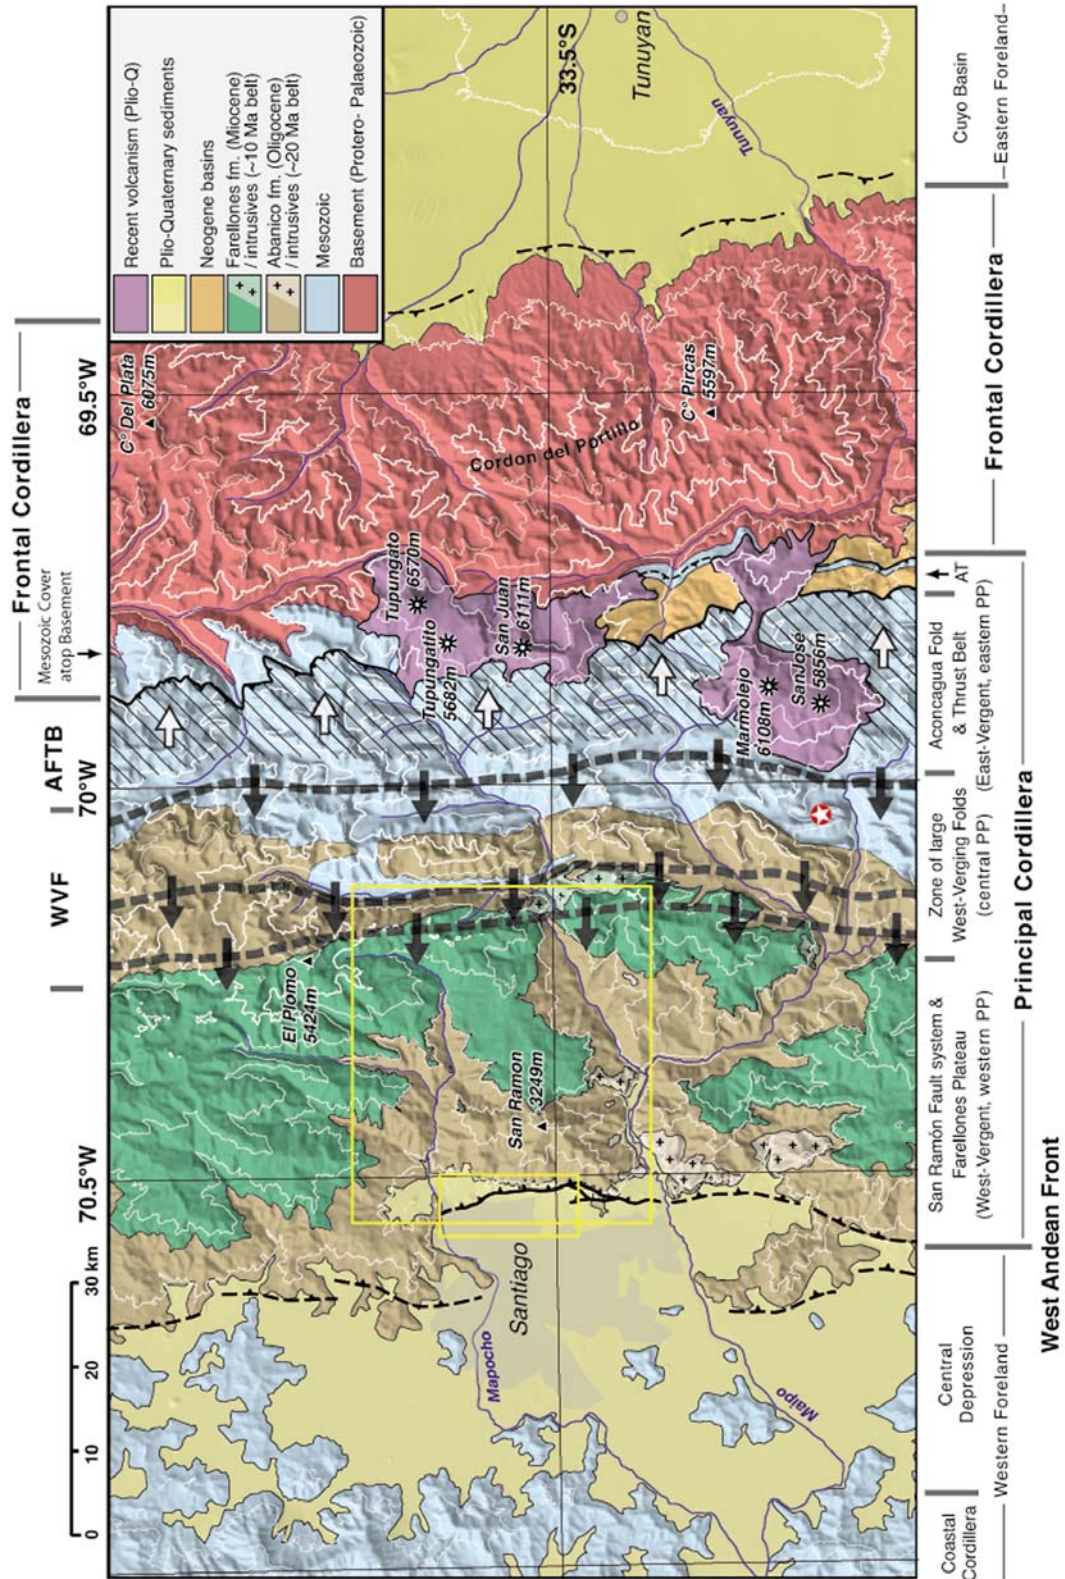 Recent volcanism (Plio-Q)
Plio-Quaternary sediments
Neogene basins
Farellones fm. (Miocene)
/ intrusives (~10 Ma belt)
Abanico fm. (Oligocene)
/ intrusives (~20 Ma belt)
Mesozoic
Basement (Protero- Palaeozoic)
Frontal Cordillera
Mesozoic Cover
atop Basement
AFTB
WVF
69.5°W
70°W
70.5°W
30 km
20
10
0
33.5°S
Tunuyan
Tunuyan
C° Del Plata
6075m
C° Pircas
5597m
Cordon del Portillo
Tupungato
6570m
Tupungatito
5682m
San Juan
6111m
Marmolejo
6108m
SanJosé
5856m
El Plomo
5424m
San Ramon
3249m
Santiago
Mapocho
Maipo
Coastal
Cordillera
Central
Depression
Western Foreland
San Ramón Fault system &
Farellones Plateau
(West-Vergent, western PP)
Zone of large
West-Verging Folds
(central PP)
Aconcagua Fold
& Thrust Belt
(East-Vergent, eastern PP)
AT
Principal Cordillera
West Andean Front
Frontal Cordillera
Cuyo Basin
Eastern Foreland